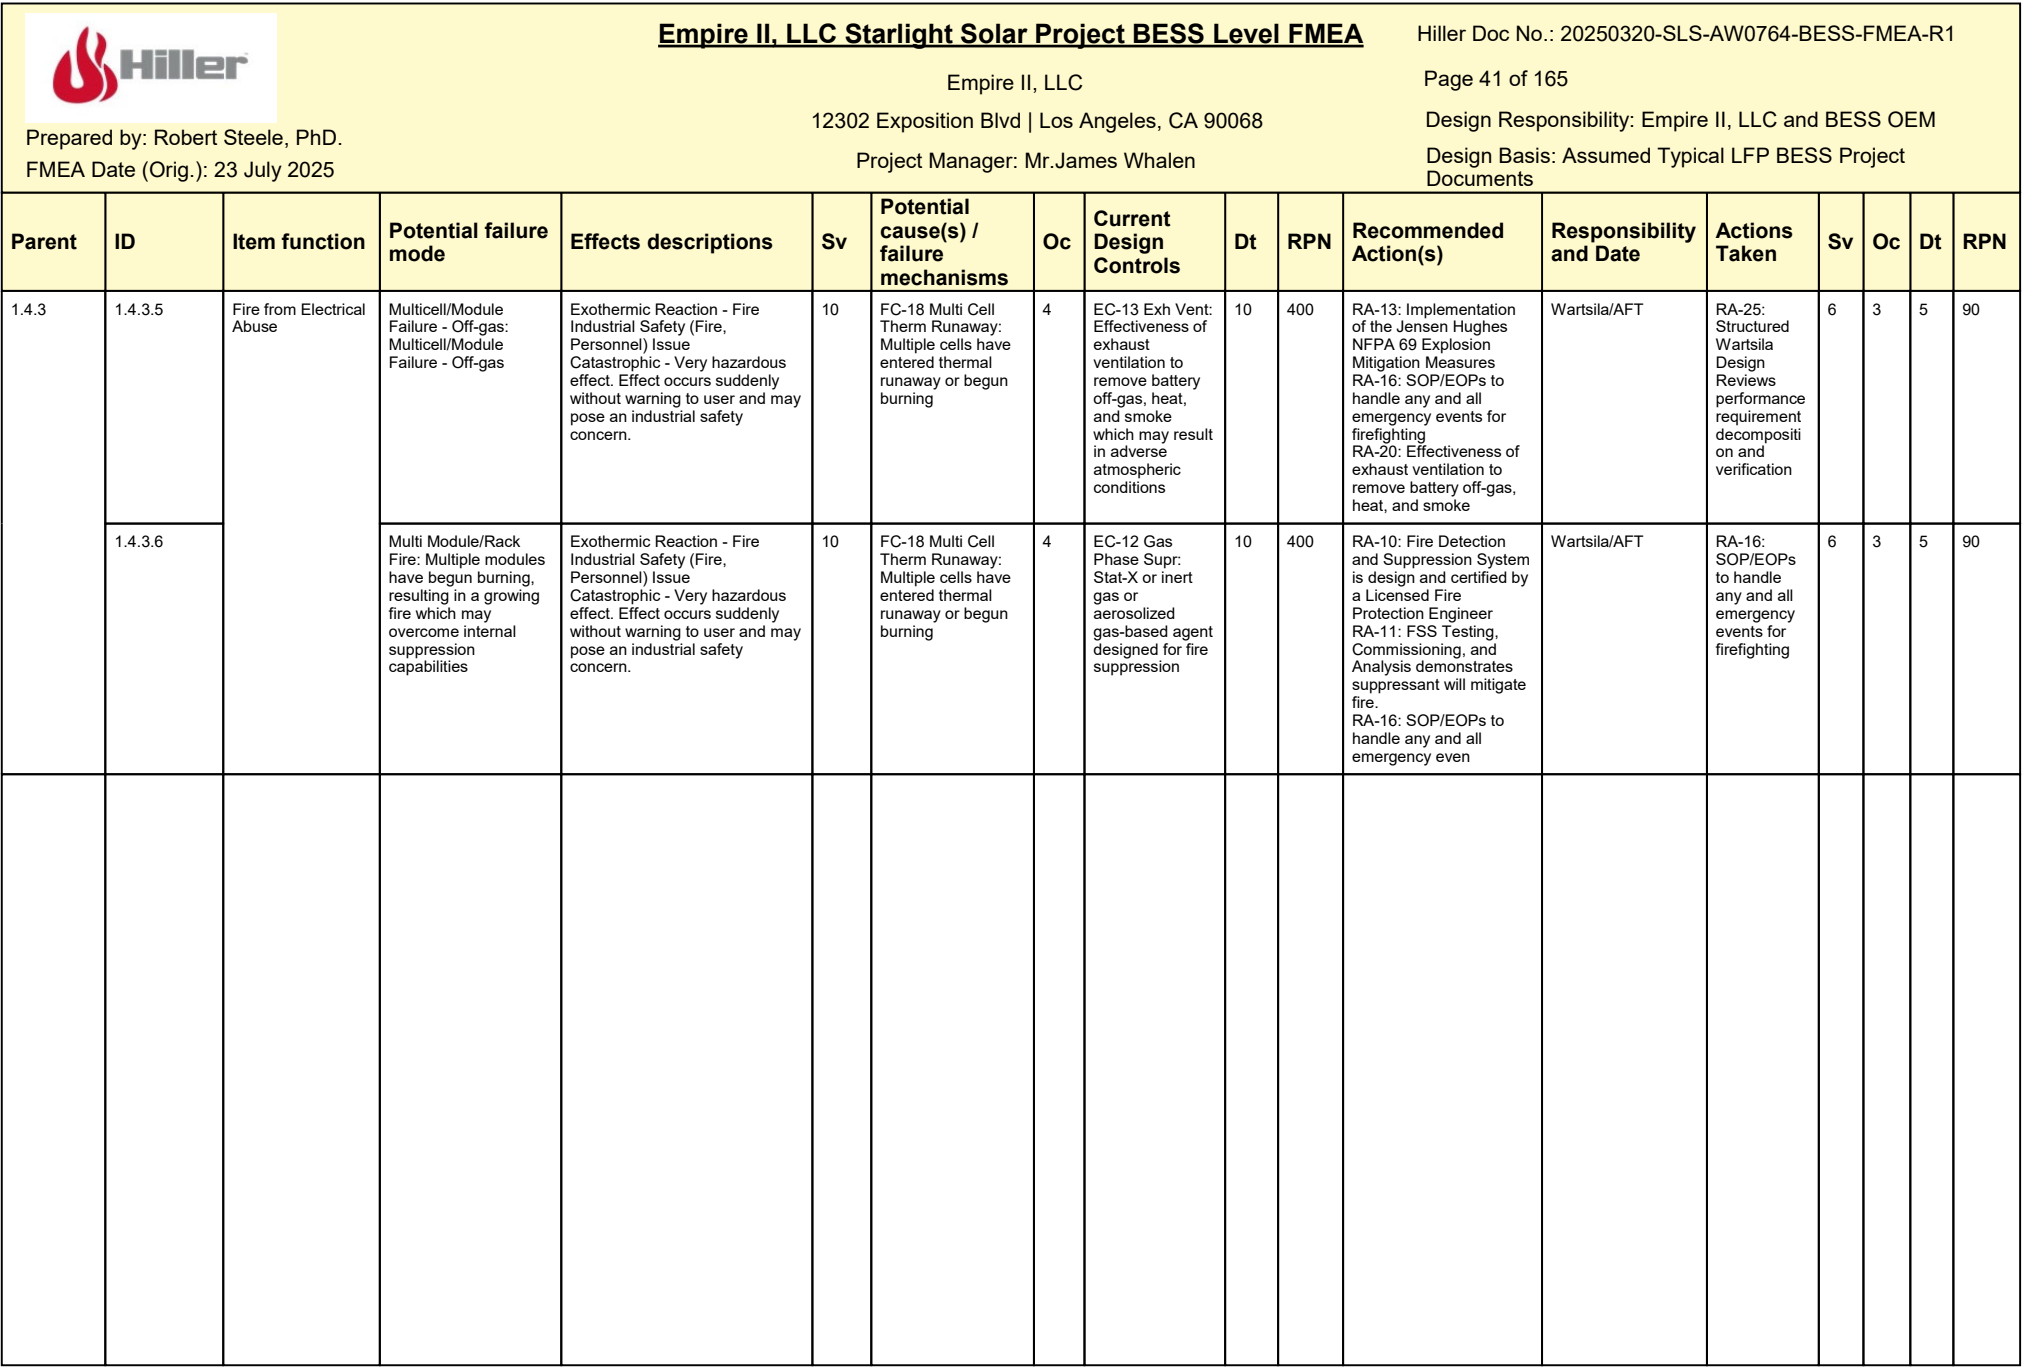 Hiller
Prepared by: Robert Steele, PhD.
FMEA Date (Orig.): 23 July 2025
Empire II, LLC Starlight Solar Project BESS Level FMEA
Empire II, LLC
12302 Exposition Blvd | Los Angeles, CA 90068
Project Manager: Mr.James Whalen
Hiller Doc No.: 20250320-SLS-AW0764-BESS-FMEA-R1
Page 41 of 165
Design Responsibility: Empire II, LLC and BESS OEM
Design Basis: Assumed Typical LFP BESS Project
Documents
Parent
ID
Item function
Potential failure
mode
Effects descriptions
Sv
Potential
cause(s) /
failure
mechanisms
Oc
Current
Design
Controls
Dt
RPN
Recommended
Action(s)
Responsibility
and Date
Actions
Taken
Sv
Oc
Dt
RPN
1.4.3
1.4.3.5
Fire from Electrical
Abuse
Multicell/Module
Failure - Off-gas:
Multicell/Module
Failure - Off-gas
Exothermic Reaction - Fire
Industrial Safety (Fire,
Personnel) Issue
Catastrophic - Very hazardous
effect. Effect occurs suddenly
without warning to user and may
pose an industrial safety
concern.
10
FC-18 Multi Cell
Therm Runaway:
Multiple cells have
entered thermal
runaway or begun
burning
4
EC-13 Exh Vent:
Effectiveness of
exhaust
ventilation to
remove battery
off-gas, heat,
and smoke
which may result
in adverse
atmospheric
conditions
10
400
RA-13: Implementation
of the Jensen Hughes
NFPA 69 Explosion
Mitigation Measures
RA-16: SOP/EOPs to
handle any and all
emergency events for
firefighting
RA-20: Effectiveness of
exhaust ventilation to
remove battery off-gas,
heat, and smoke
Wartsila/AFT
RA-25:
Structured
Wartsila
Design
Reviews
performance
requirement
decompositi
on and
verification
6
3
5
90
1.4.3.6
Multi Module/Rack
Fire: Multiple modules
have begun burning,
resulting in a growing
fire which may
overcome internal
suppression
capabilities
Exothermic Reaction - Fire
Industrial Safety (Fire,
Personnel) Issue
Catastrophic - Very hazardous
effect. Effect occurs suddenly
without warning to user and may
pose an industrial safety
concern.
10
FC-18 Multi Cell
Therm Runaway:
Multiple cells have
entered thermal
runaway or begun
burning
4
EC-12 Gas
Phase Supr:
Stat-X or inert
gas or
aerosolized
gas-based agent
designed for fire
suppression
10
400
RA-10: Fire Detection
and Suppression System
is design and certified by
a Licensed Fire
Protection Engineer
RA-11: FSS Testing,
Commissioning, and
Analysis demonstrates
suppressant will mitigate
fire.
RA-16: SOP/EOPs to
handle any and all
emergency even
Wartsila/AFT
RA-16:
SOP/EOPs
to handle
any and all
emergency
events for
firefighting
6
3
5
90